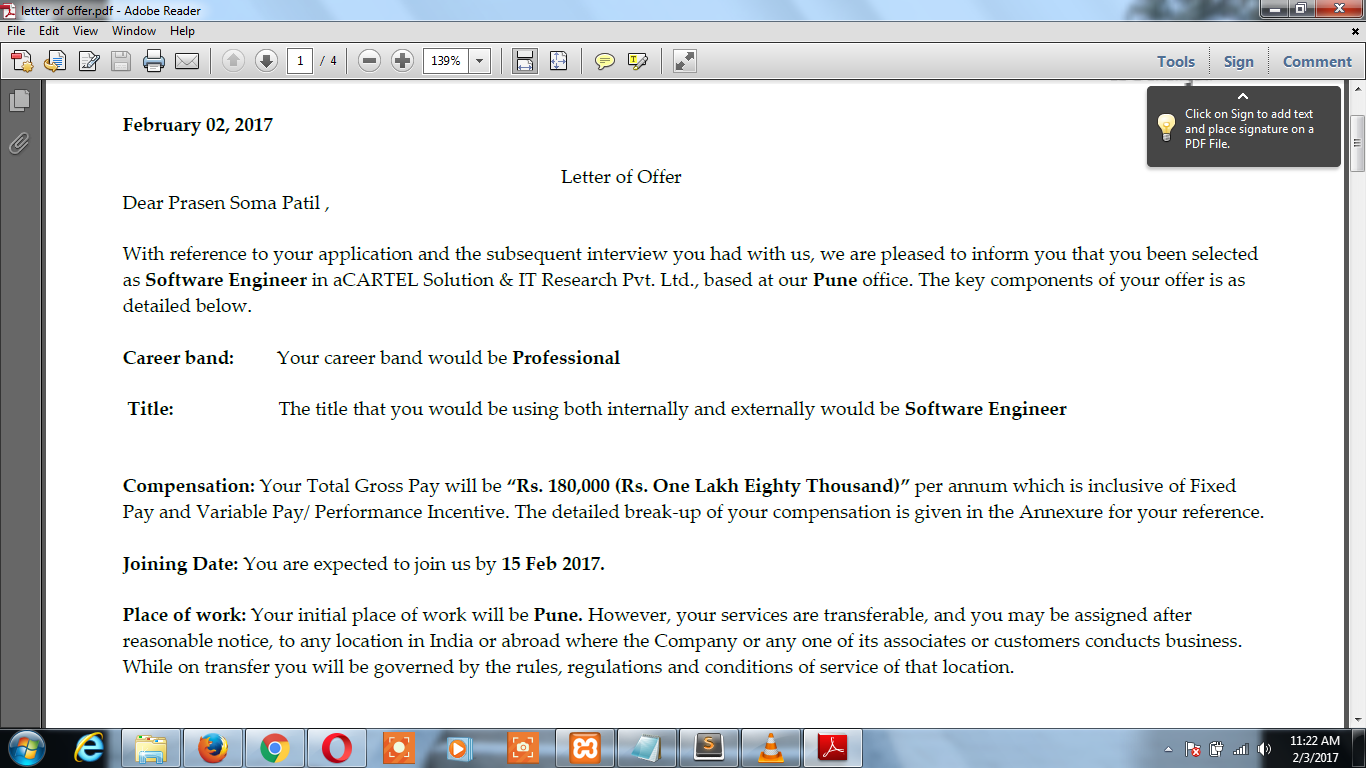 letter of offer.pdf - Adobe Reader
File Edit View Window Help
1 / 4 139% Tools Sign Comment
Click on Sign to add text
and place signature on a
PDF File.
February 02, 2017
Letter of Offer
Dear Prasen Soma Patil ,
With reference to your application and the subsequent interview you had with us, we are pleased to inform you that you been selected
as Software Engineer in aCARTEL Solution & IT Research Pvt. Ltd., based at our Pune office. The key components of your offer is as
detailed below.
Career band: Your career band would be Professional
Title: The title that you would be using both internally and externally would be Software Engineer
Compensation: Your Total Gross Pay will be “Rs. 180,000 (Rs. One Lakh Eighty Thousand)” per annum which is inclusive of Fixed
Pay and Variable Pay/ Performance Incentive. The detailed break-up of your compensation is given in the Annexure for your reference.
Joining Date: You are expected to join us by 15 Feb 2017.
Place of work: Your initial place of work will be Pune. However, your services are transferable, and you may be assigned after
reasonable notice, to any location in India or abroad where the Company or any one of its associates or customers conducts business.
While on transfer you will be governed by the rules, regulations and conditions of service of that location.
11:22 AM
2/3/2017